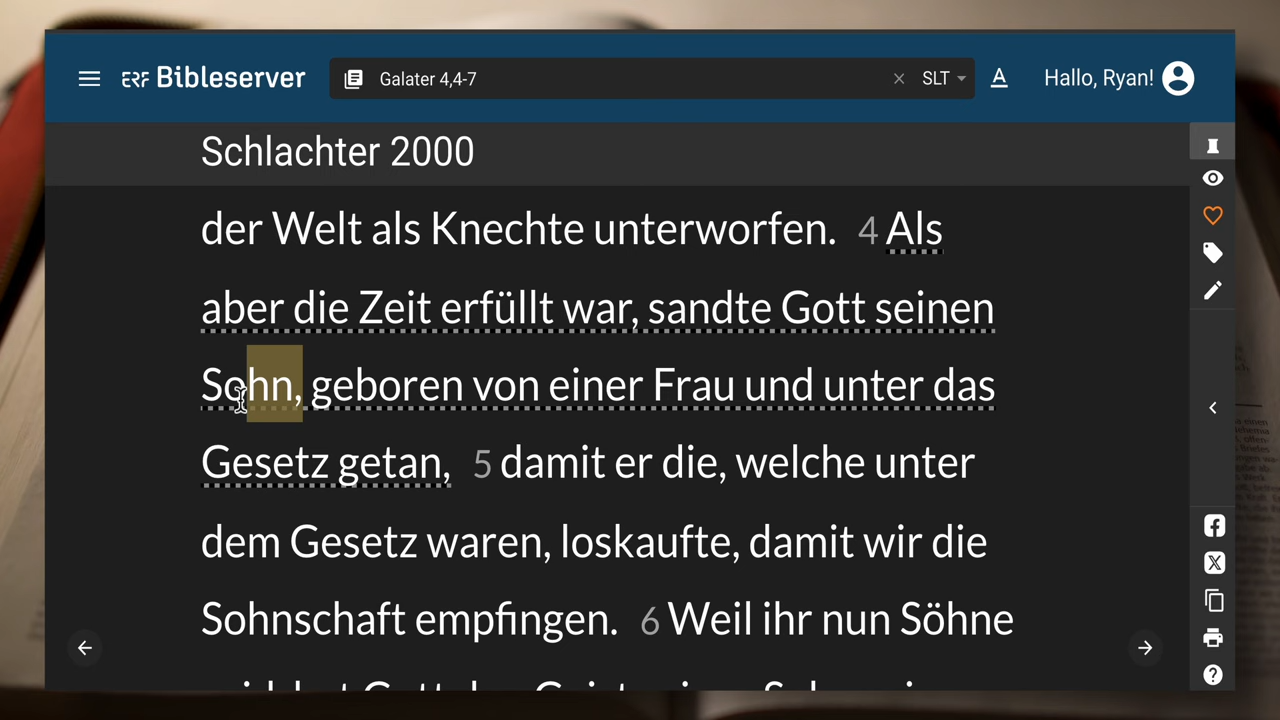 ERF Bibleserver
Galater 4,4-7
SLT
A
Hallo, Ryan!
Schlachter 2000
der Welt als Knechte unterworfen. 4 Als
aber die Zeit erfüllt war, sandte Gott seinen
Sohn, geboren von einer Frau und unter das
Gesetz getan, 5 damit er die, welche unter
dem Gesetz waren, loskaufte, damit wir die
Sohnschaft empfingen. 6 Weil ihr nun Söhne